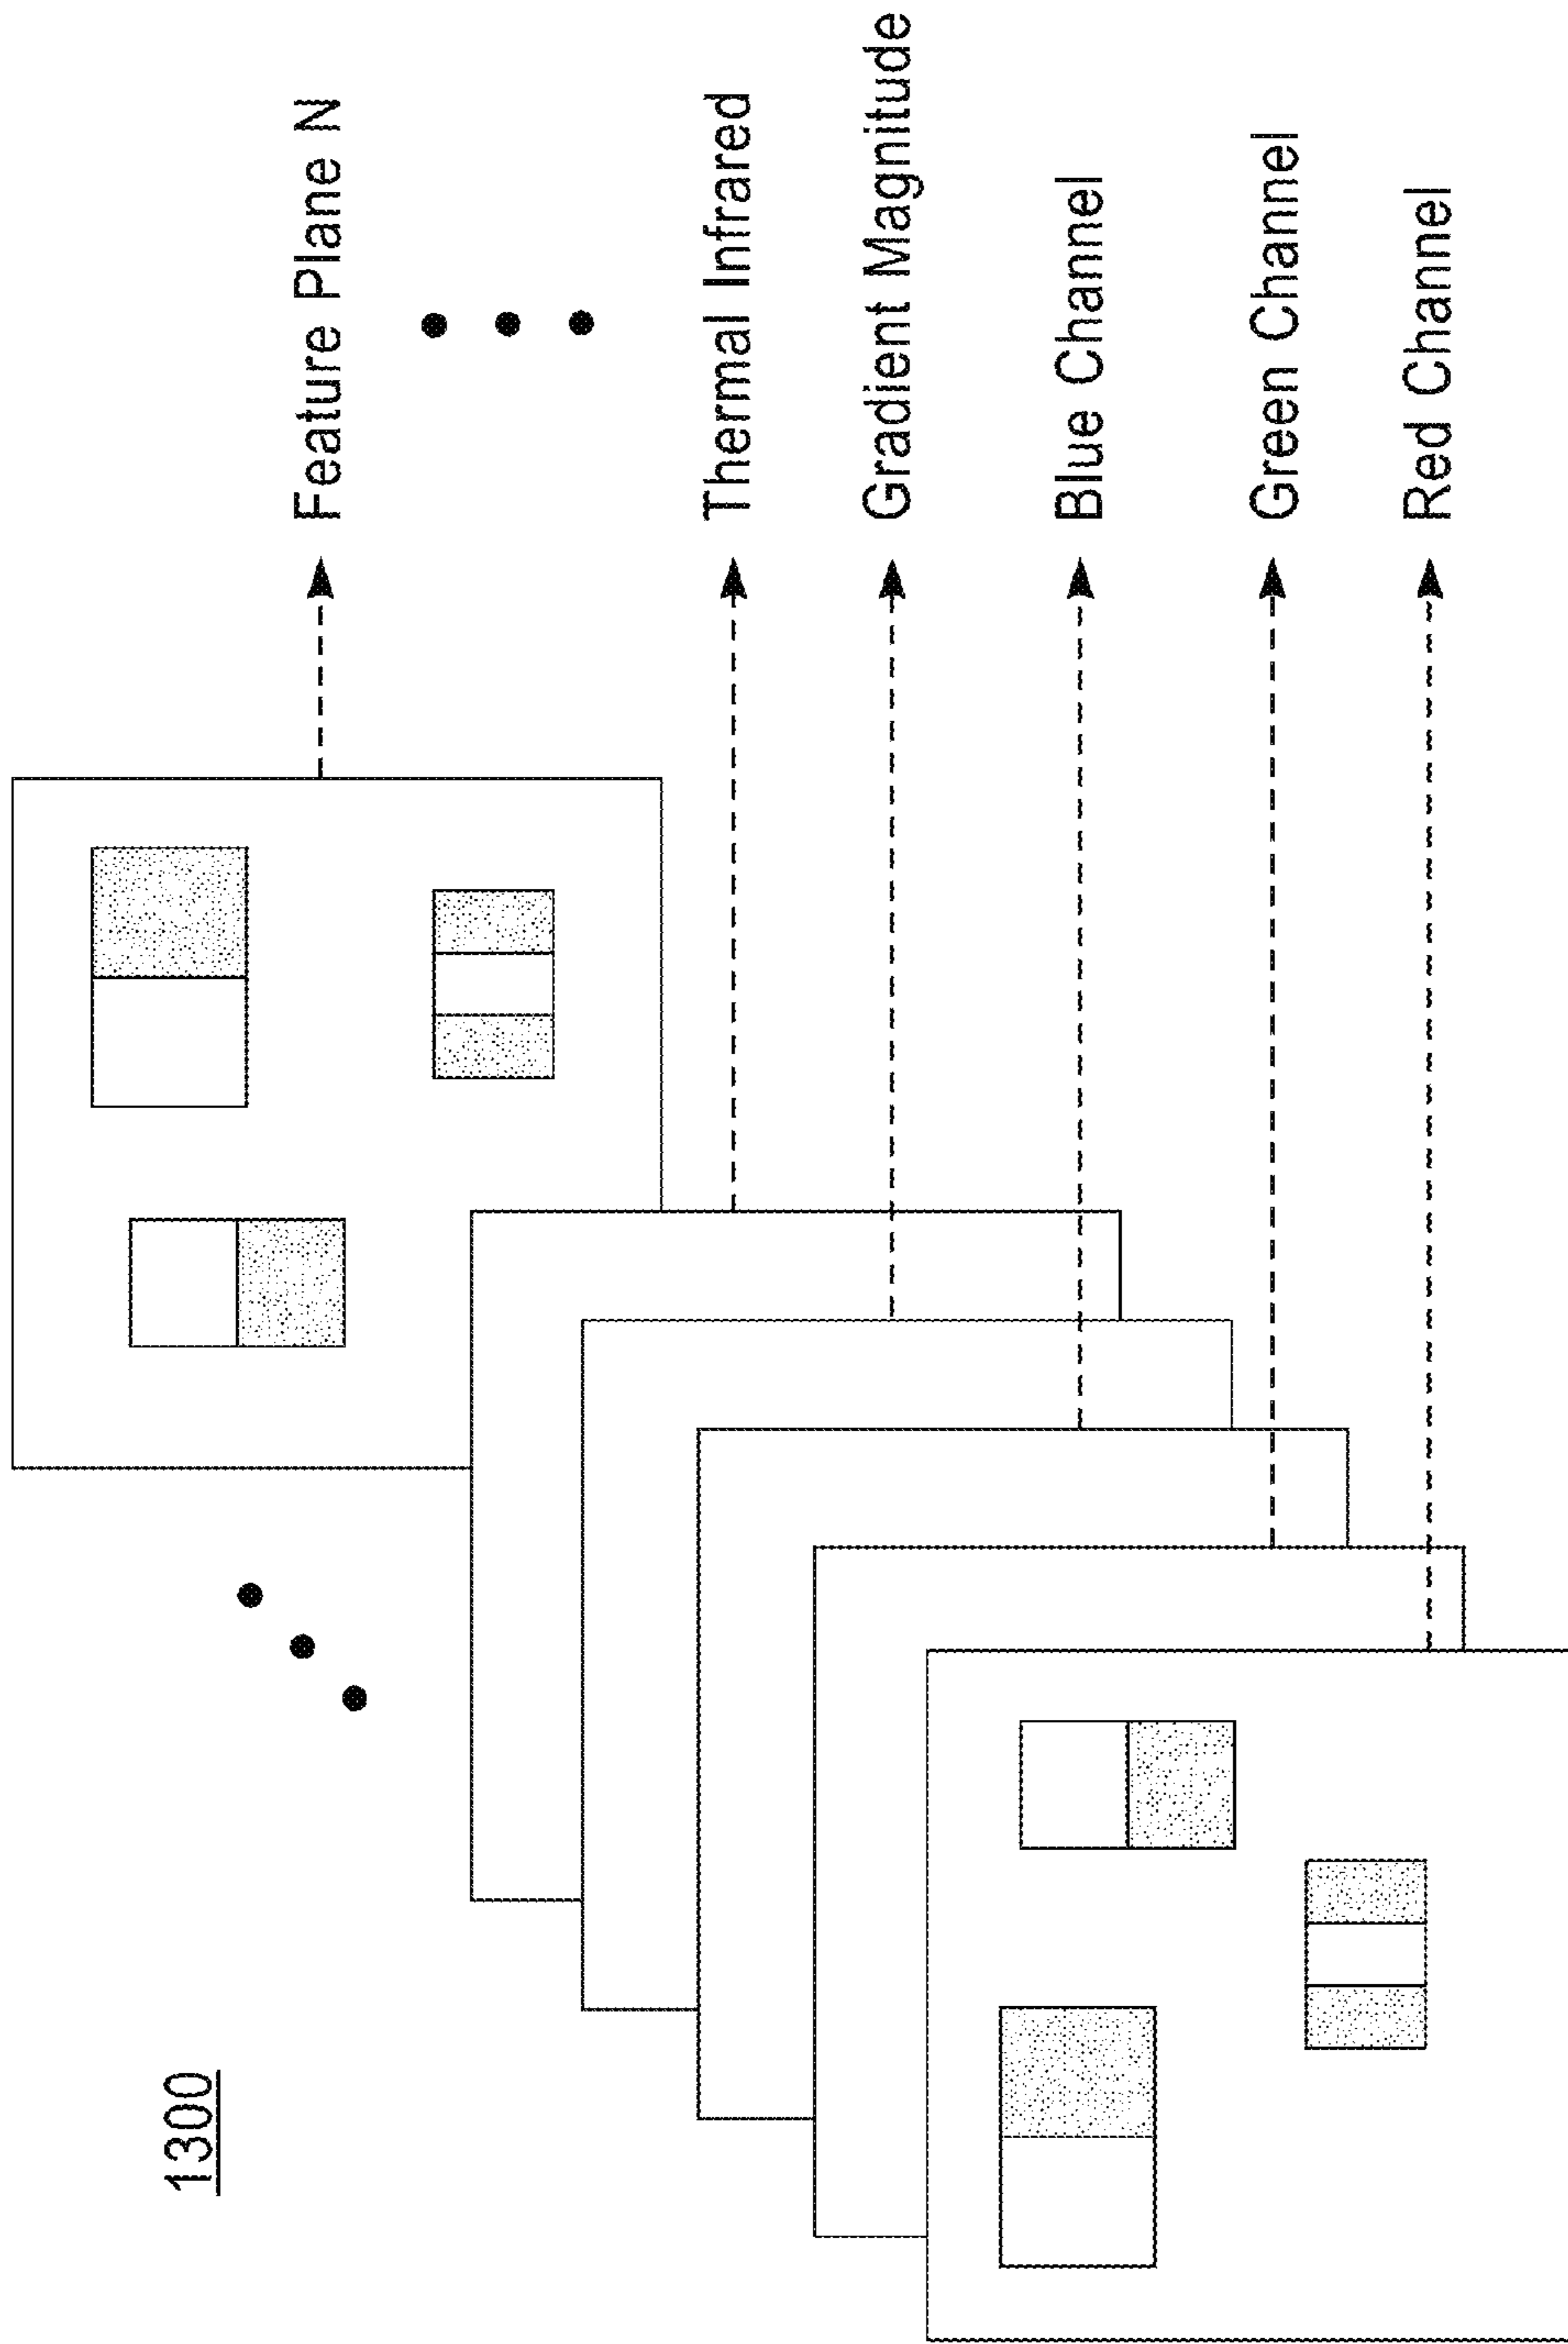 1300
Feature Plane N
Thermal Infrared
Gradient Magnitude
Blue Channel
Green Channel
Red Channel